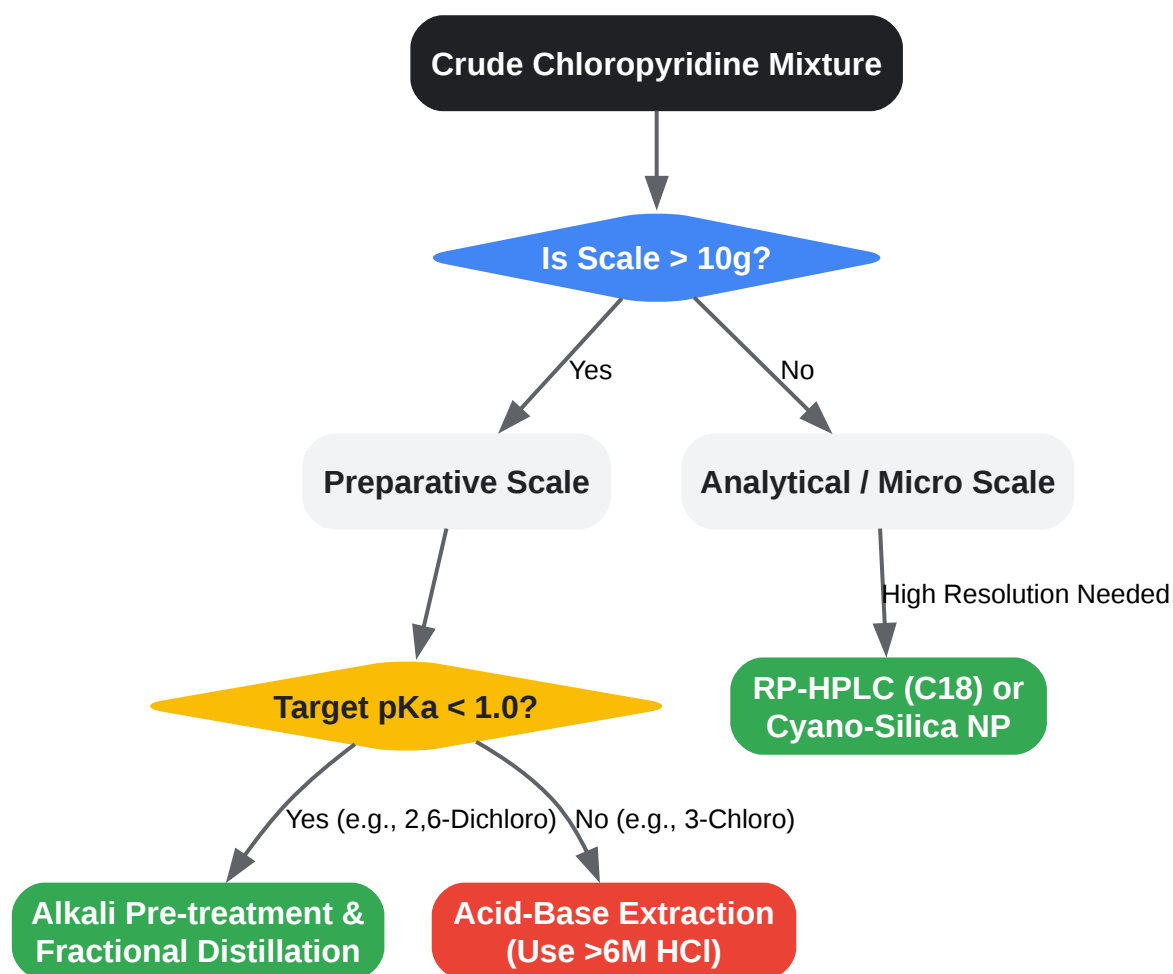 Crude Chloropyridine Mixture
Is Scale > 10g?
Yes
No
Preparative Scale
Analytical / Micro Scale
High Resolution Needed
Target pKa < 1.0?
RP-HPLC (C18) or
Cyano-Silica NP
Yes (e.g., 2,6-Dichloro)
No (e.g., 3-Chloro)
Alkali Pre-treatment &
Fractional Distillation
Acid-Base Extraction
(Use >6M HCl)